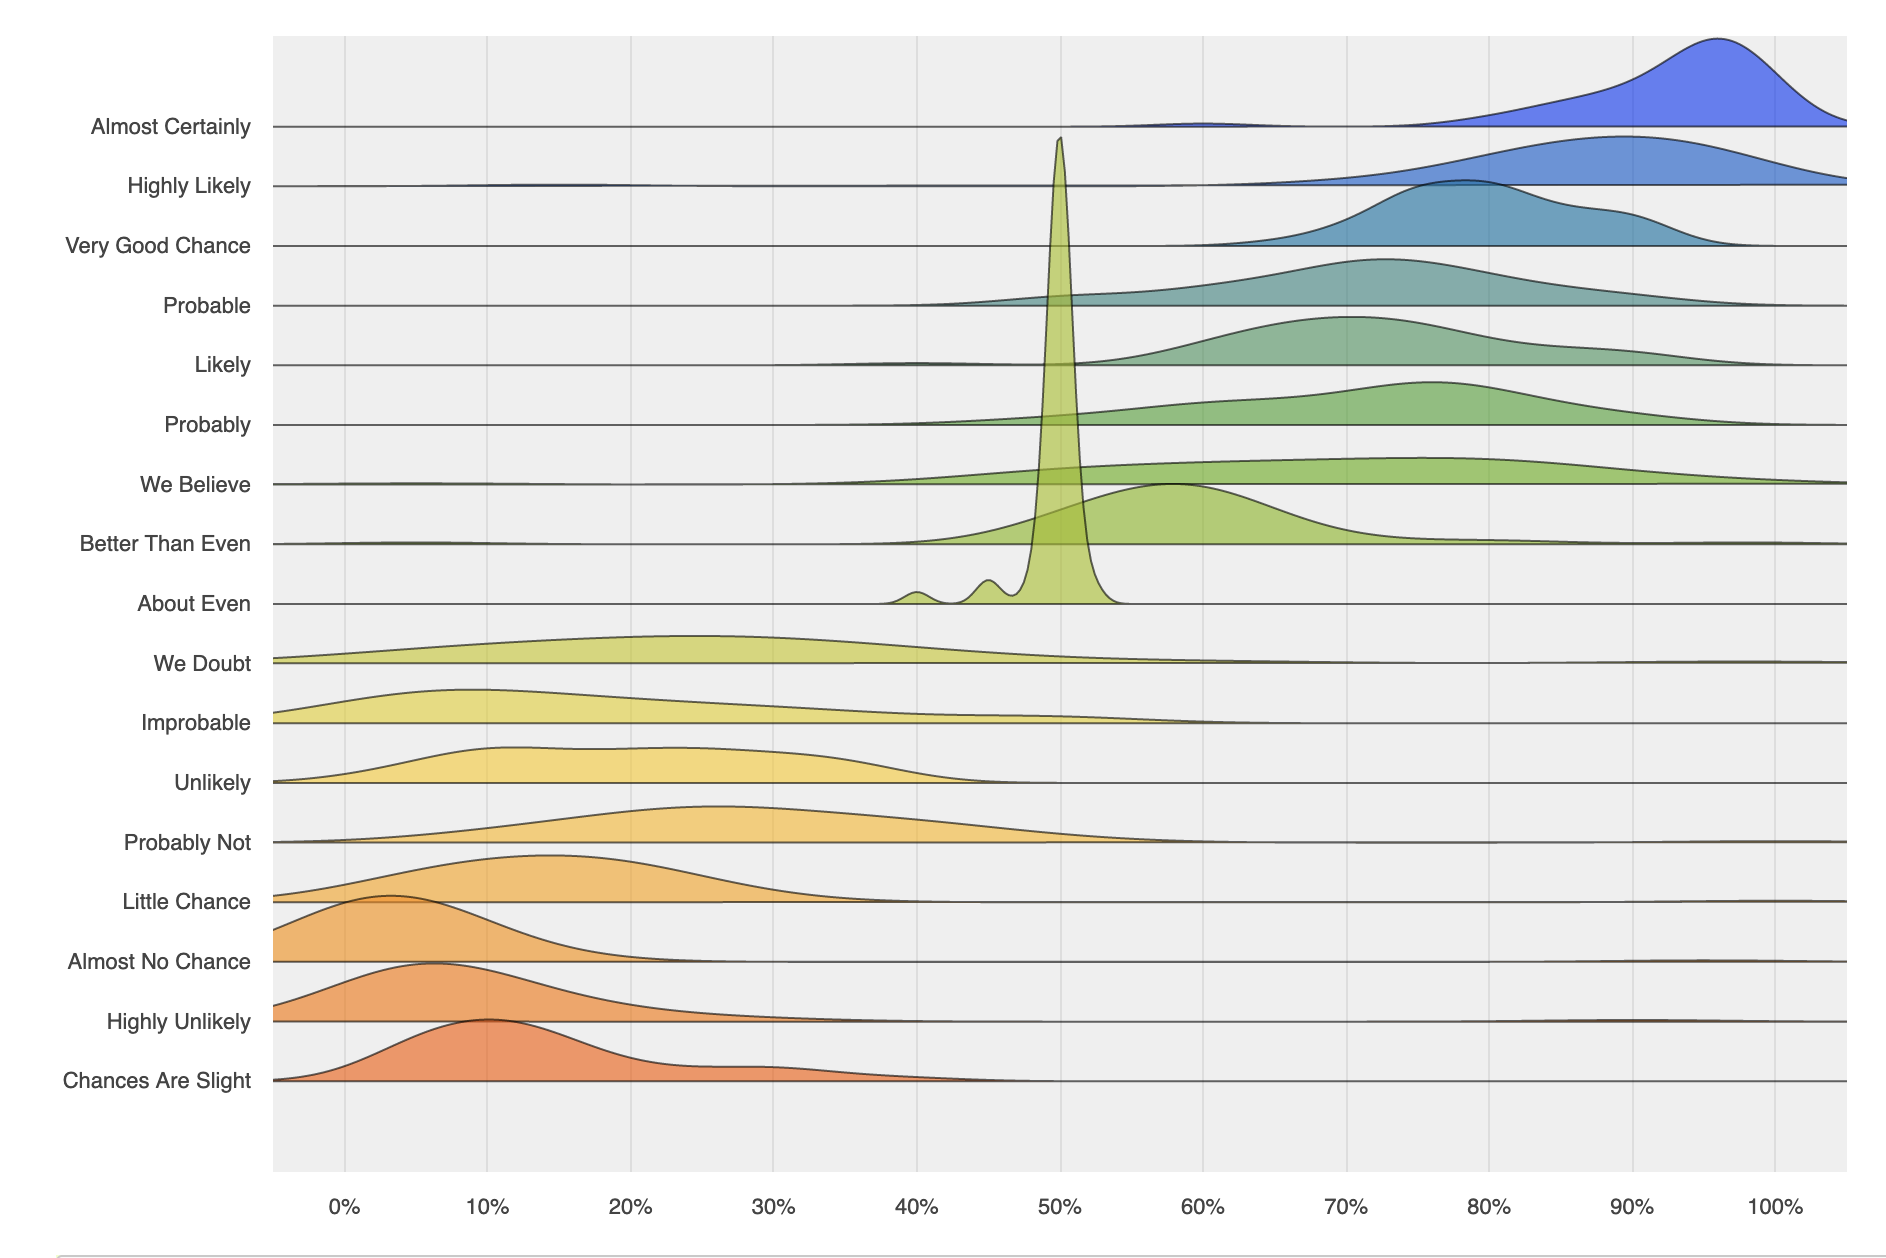 Almost Certainly
Highly Likely
Very Good Chance
Probable
Likely
Probably
We Believe
Better Than Even
About Even
We Doubt
Improbable
Unlikely
Probably Not
Little Chance
Almost No Chance
Highly Unlikely
Chances Are Slight
0% 10% 20% 30% 40% 50% 60% 70% 80% 90% 100%